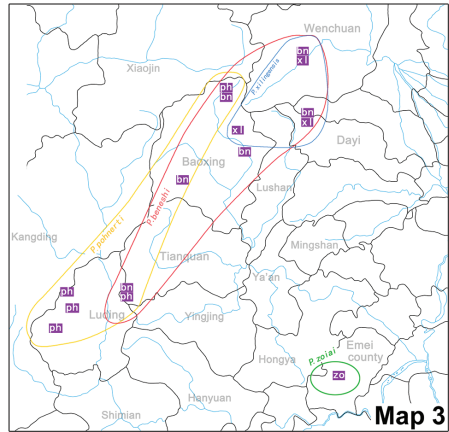 Wenchuan
bn
xl
P.xilingensis
Xiaojin
ph
bn
bn
xl
xl
Dayi
bn
Baoxing
bn
Lushan
P.beneshi
P.pohnerti
Kangding
Mingshan
Tianquan
Ya'an
ph
bn
ph
ph
Luding
Yingjing
ph
Emei
county
P.zoiai
Hongya
zo
Hanyuan
Shimian
Map 3